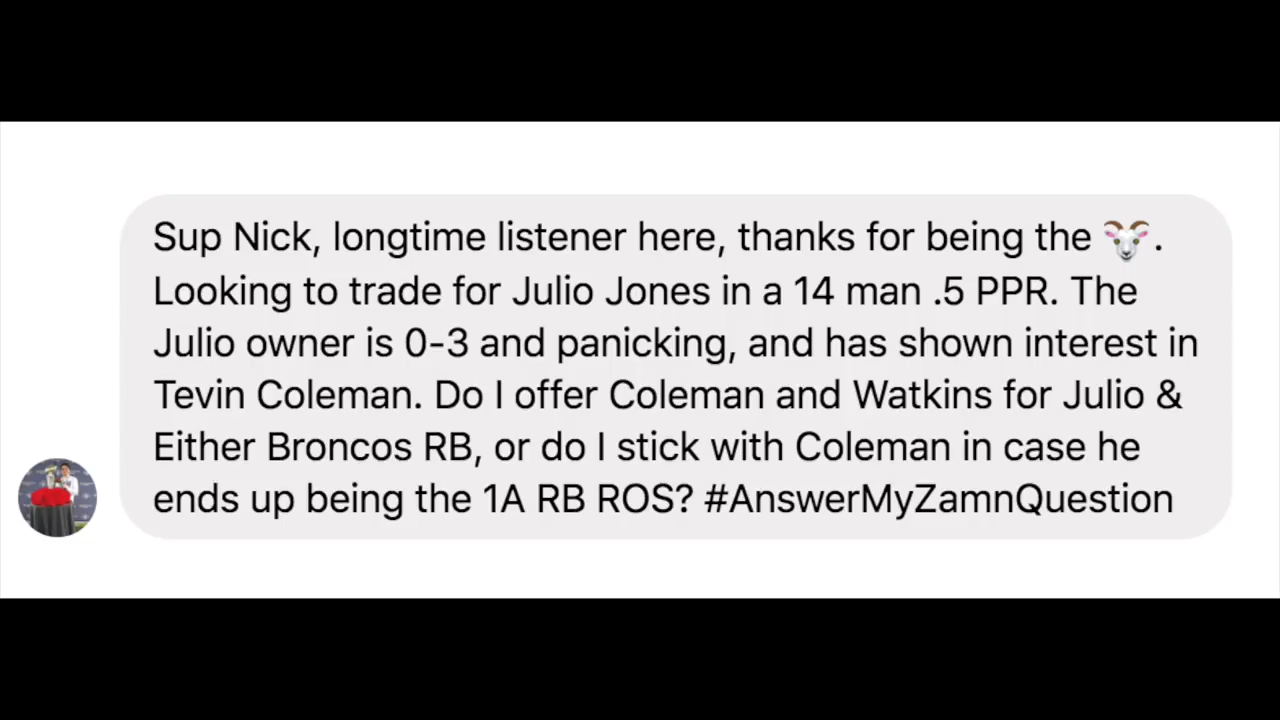 Sup Nick, longtime listener here, thanks for being the 🐐.
Looking to trade for Julio Jones in a 14 man .5 PPR. The
Julio owner is 0-3 and panicking, and has shown interest in
Tevin Coleman. Do I offer Coleman and Watkins for Julio &
Either Broncos RB, or do I stick with Coleman in case he
ends up being the 1A RB ROS? #AnswerMyZamnQuestion